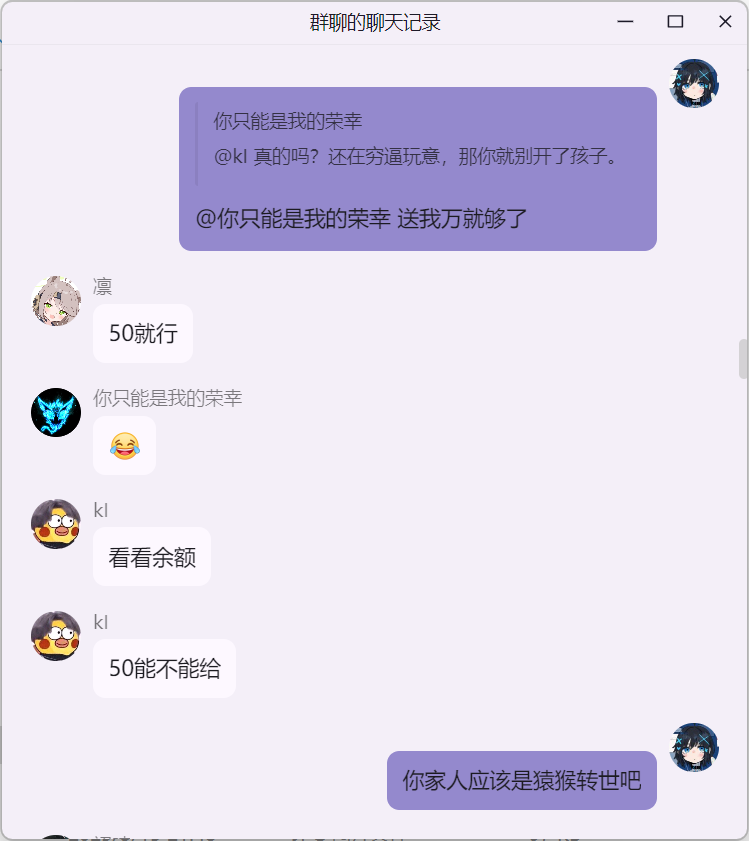 群聊的聊天记录
你只能是我的荣幸
@kl 真的吗？还在穷逼玩意，那你就别开了孩子。
@你只能是我的荣幸 送我万就够了
凛
50就行
你只能是我的荣幸
kl
看看余额
kl
50能不能给
你家人应该是猿猴转世吧